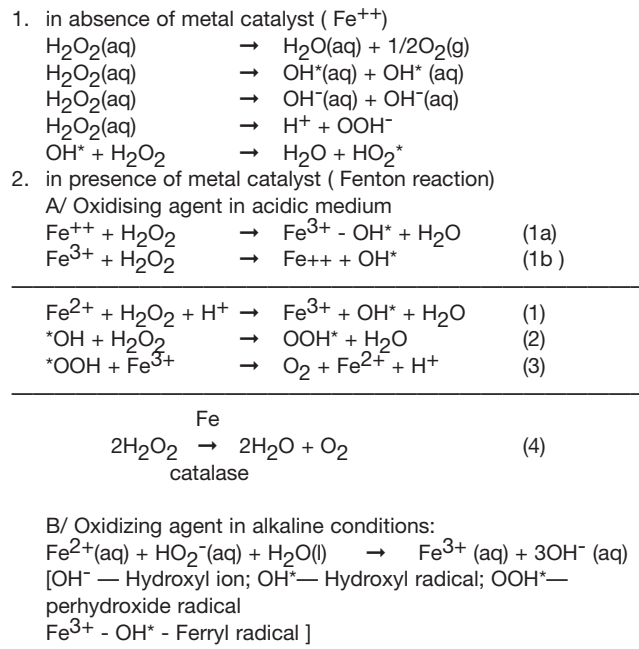 1. in absence of metal catalyst ( Fe⁺⁺)
H₂O₂(aq) → H₂O(aq) + 1/2O₂(g)
H₂O₂(aq) → OH*(aq) + OH* (aq)
H₂O₂(aq) → OH⁻(aq) + OH⁻(aq)
H₂O₂(aq) → H⁺ + OOH⁻
OH* + H₂O₂ → H₂O + HO₂*
2. in presence of metal catalyst ( Fenton reaction)
A/ Oxidising agent in acidic medium
Fe⁺⁺ + H₂O₂ → Fe³⁺ - OH* + H₂O (1a)
Fe³⁺ + H₂O₂ → Fe++ + OH* (1b )
Fe²⁺ + H₂O₂ + H⁺ → Fe³⁺ + OH* + H₂O (1)
*OH + H₂O₂ → OOH* + H₂O (2)
*OOH + Fe³⁺ → O₂ + Fe²⁺ + H⁺ (3)
Fe
2H₂O₂ → 2H₂O + O₂ (4)
catalase
B/ Oxidizing agent in alkaline conditions:
Fe²⁺(aq) + HO₂⁻(aq) + H₂O(l) → Fe³⁺ (aq) + 3OH⁻ (aq)
[OH⁻ — Hydroxyl ion; OH*— Hydroxyl radical; OOH*—
perhydroxide radical
Fe³⁺ - OH* - Ferryl radical ]